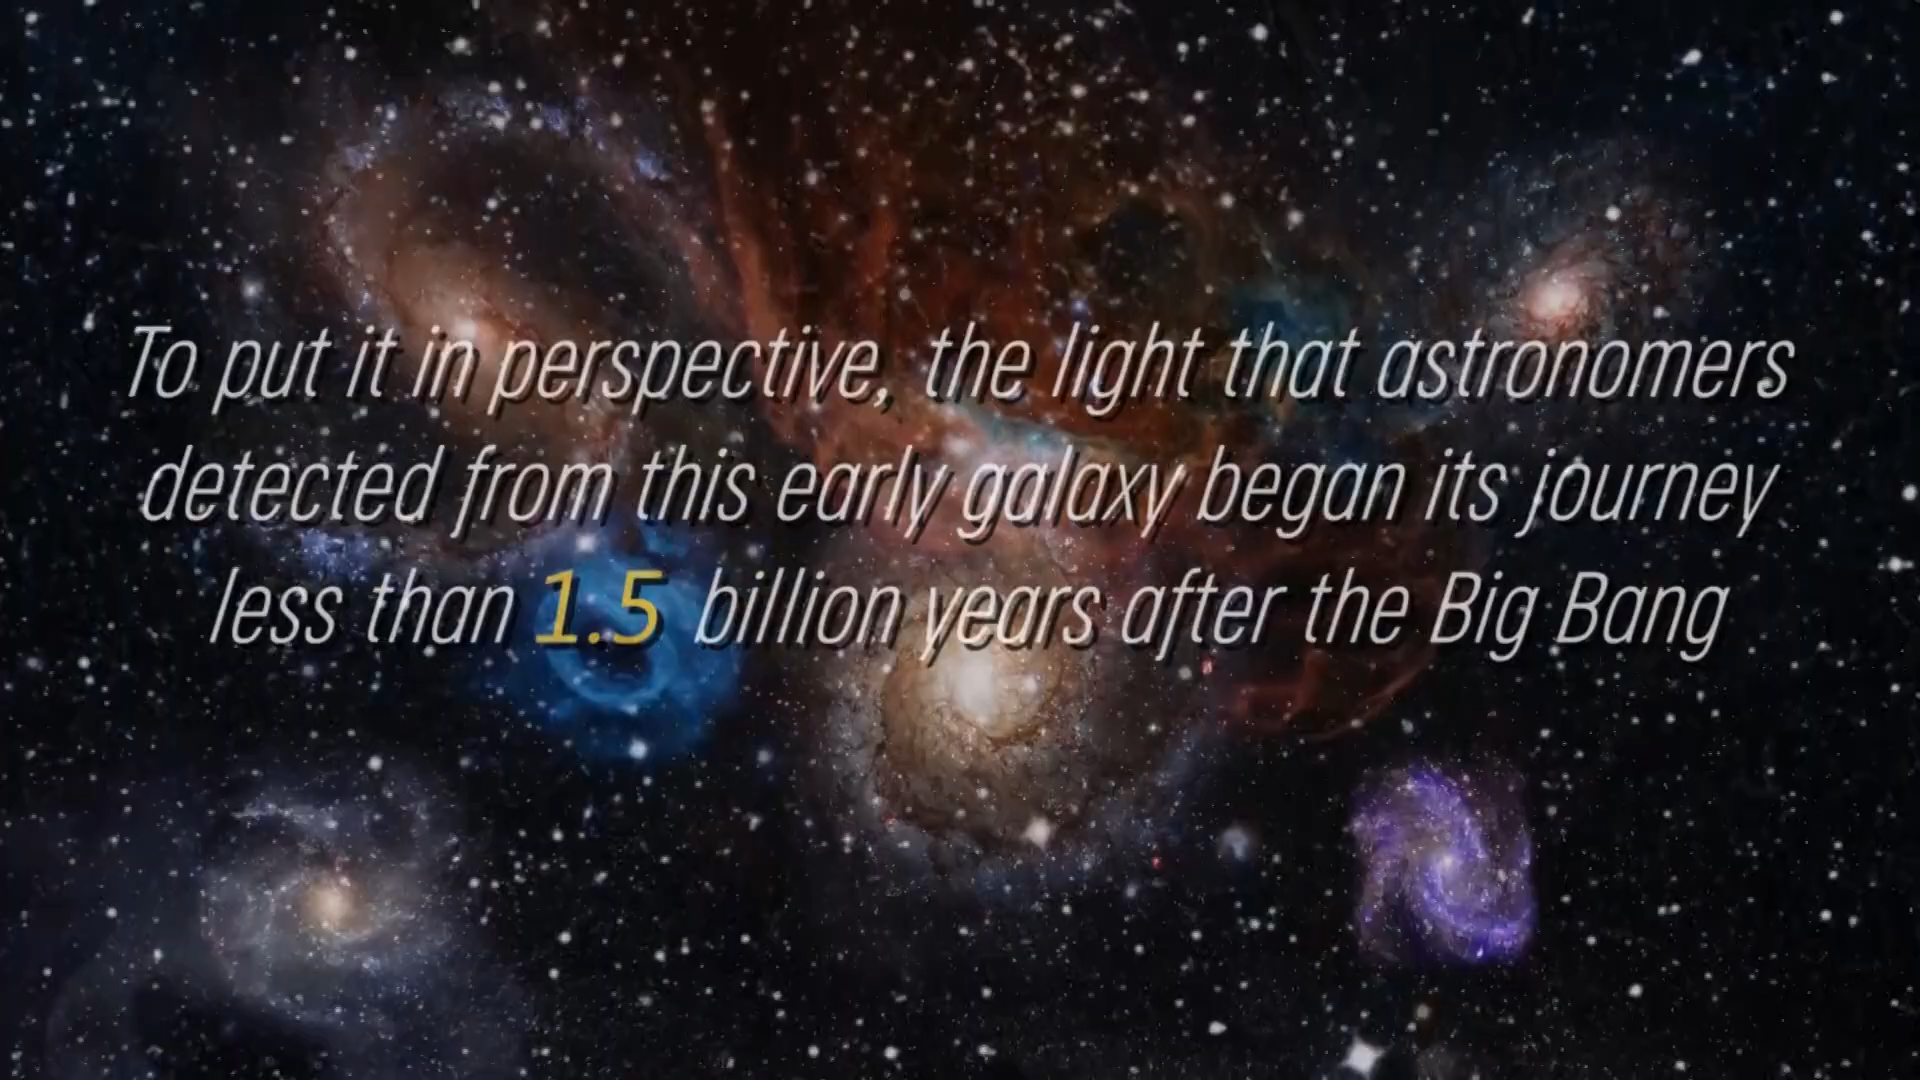 To put it in perspective, the light that astronomers
detected from this early galaxy began its journey
less than 1.5 billion years after the Big Bang